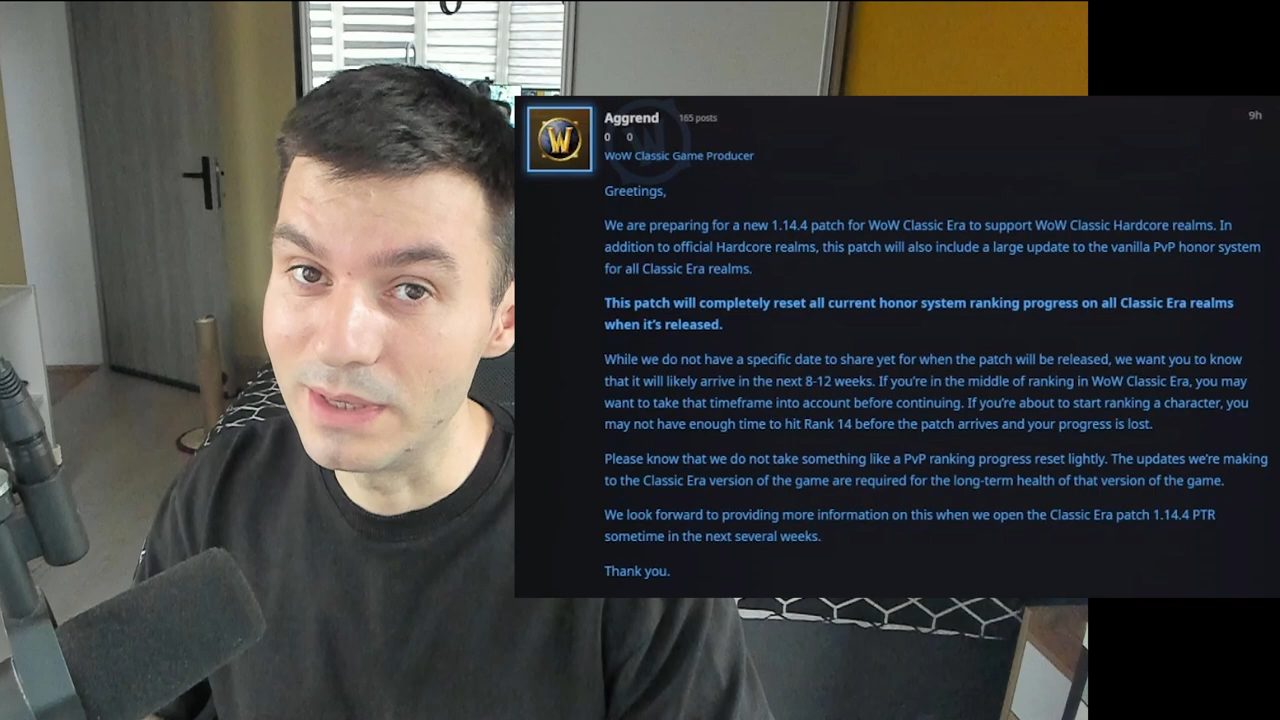 Aggrend 165 posts 9h
0 0
WoW Classic Game Producer
Greetings,
We are preparing for a new 1.14.4 patch for WoW Classic Era to support WoW Classic Hardcore realms. In
addition to official Hardcore realms, this patch will also include a large update to the vanilla PvP honor system
for all Classic Era realms.
This patch will completely reset all current honor system ranking progress on all Classic Era realms
when it's released.
While we do not have a specific date to share yet for when the patch will be released, we want you to know
that it will likely arrive in the next 8-12 weeks. If you're in the middle of ranking in WoW Classic Era, you may
want to take that timeframe into account before continuing. If you're about to start ranking a character, you
may not have enough time to hit Rank 14 before the patch arrives and your progress is lost.
Please know that we do not take something like a PvP ranking progress reset lightly. The updates we're making
to the Classic Era version of the game are required for the long-term health of that version of the game.
We look forward to providing more information on this when we open the Classic Era patch 1.14.4 PTR
sometime in the next several weeks.
Thank you.